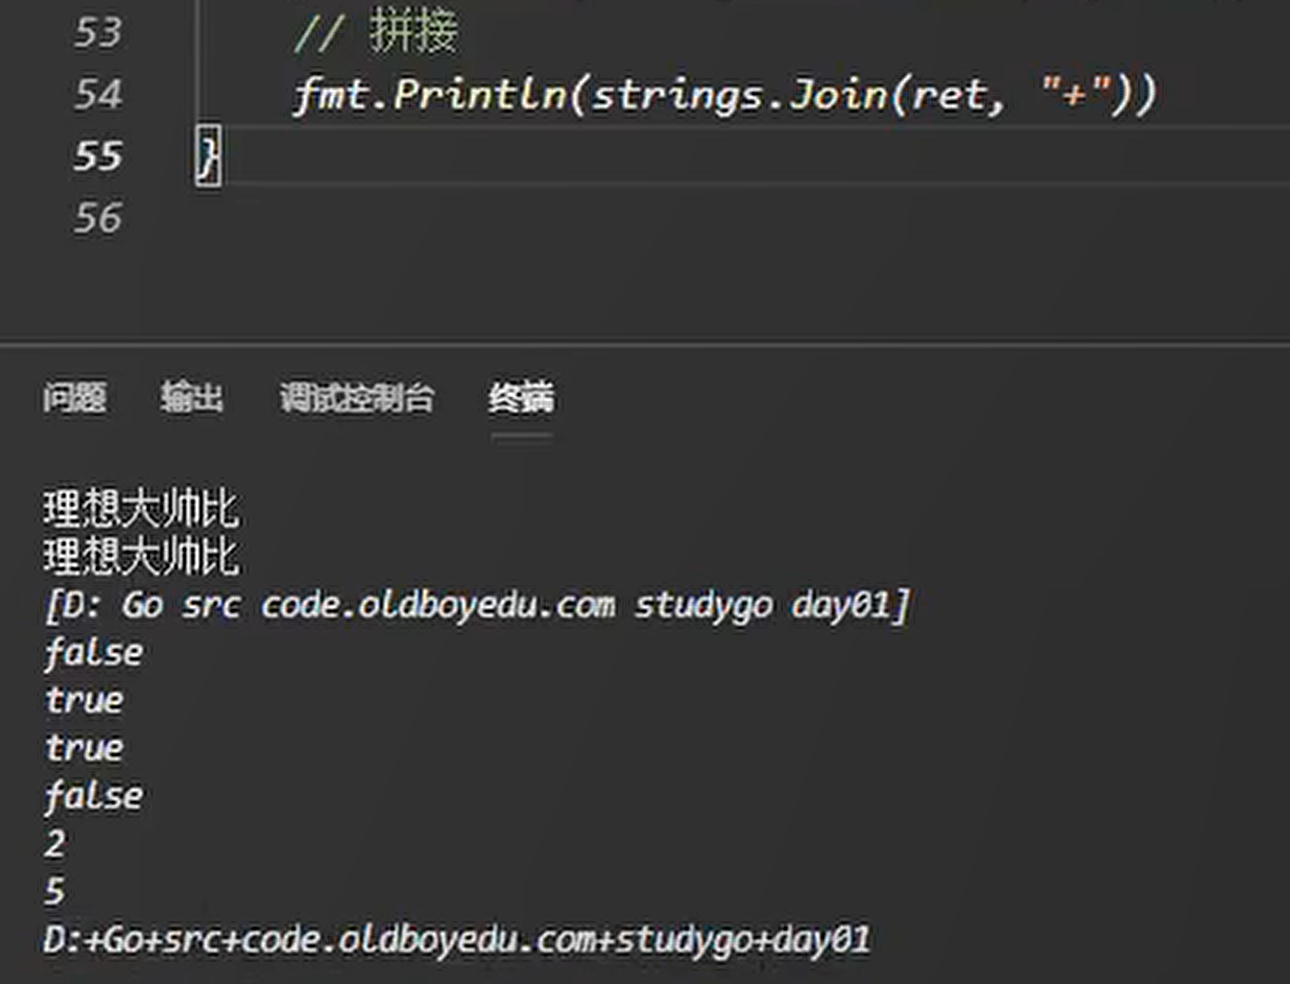 53 // 拼接
54 fmt.Println(strings.Join(ret, "+"))
55 }
56
问题 输出 调试控制台 终端
理想大帅比
理想大帅比
[D: Go src code.oldboyedu.com studygo day01]
false
true
true
false
2
5
D:+Go+src+code.oldboyedu.com+studygo+day01